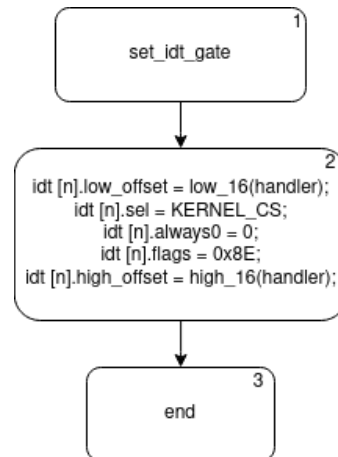 1
set_idt_gate
2
idt [n].low_offset = low_16(handler);
idt [n].sel = KERNEL_CS;
idt [n].always0 = 0;
idt [n].flags = 0x8E;
idt [n].high_offset = high_16(handler);
3
end